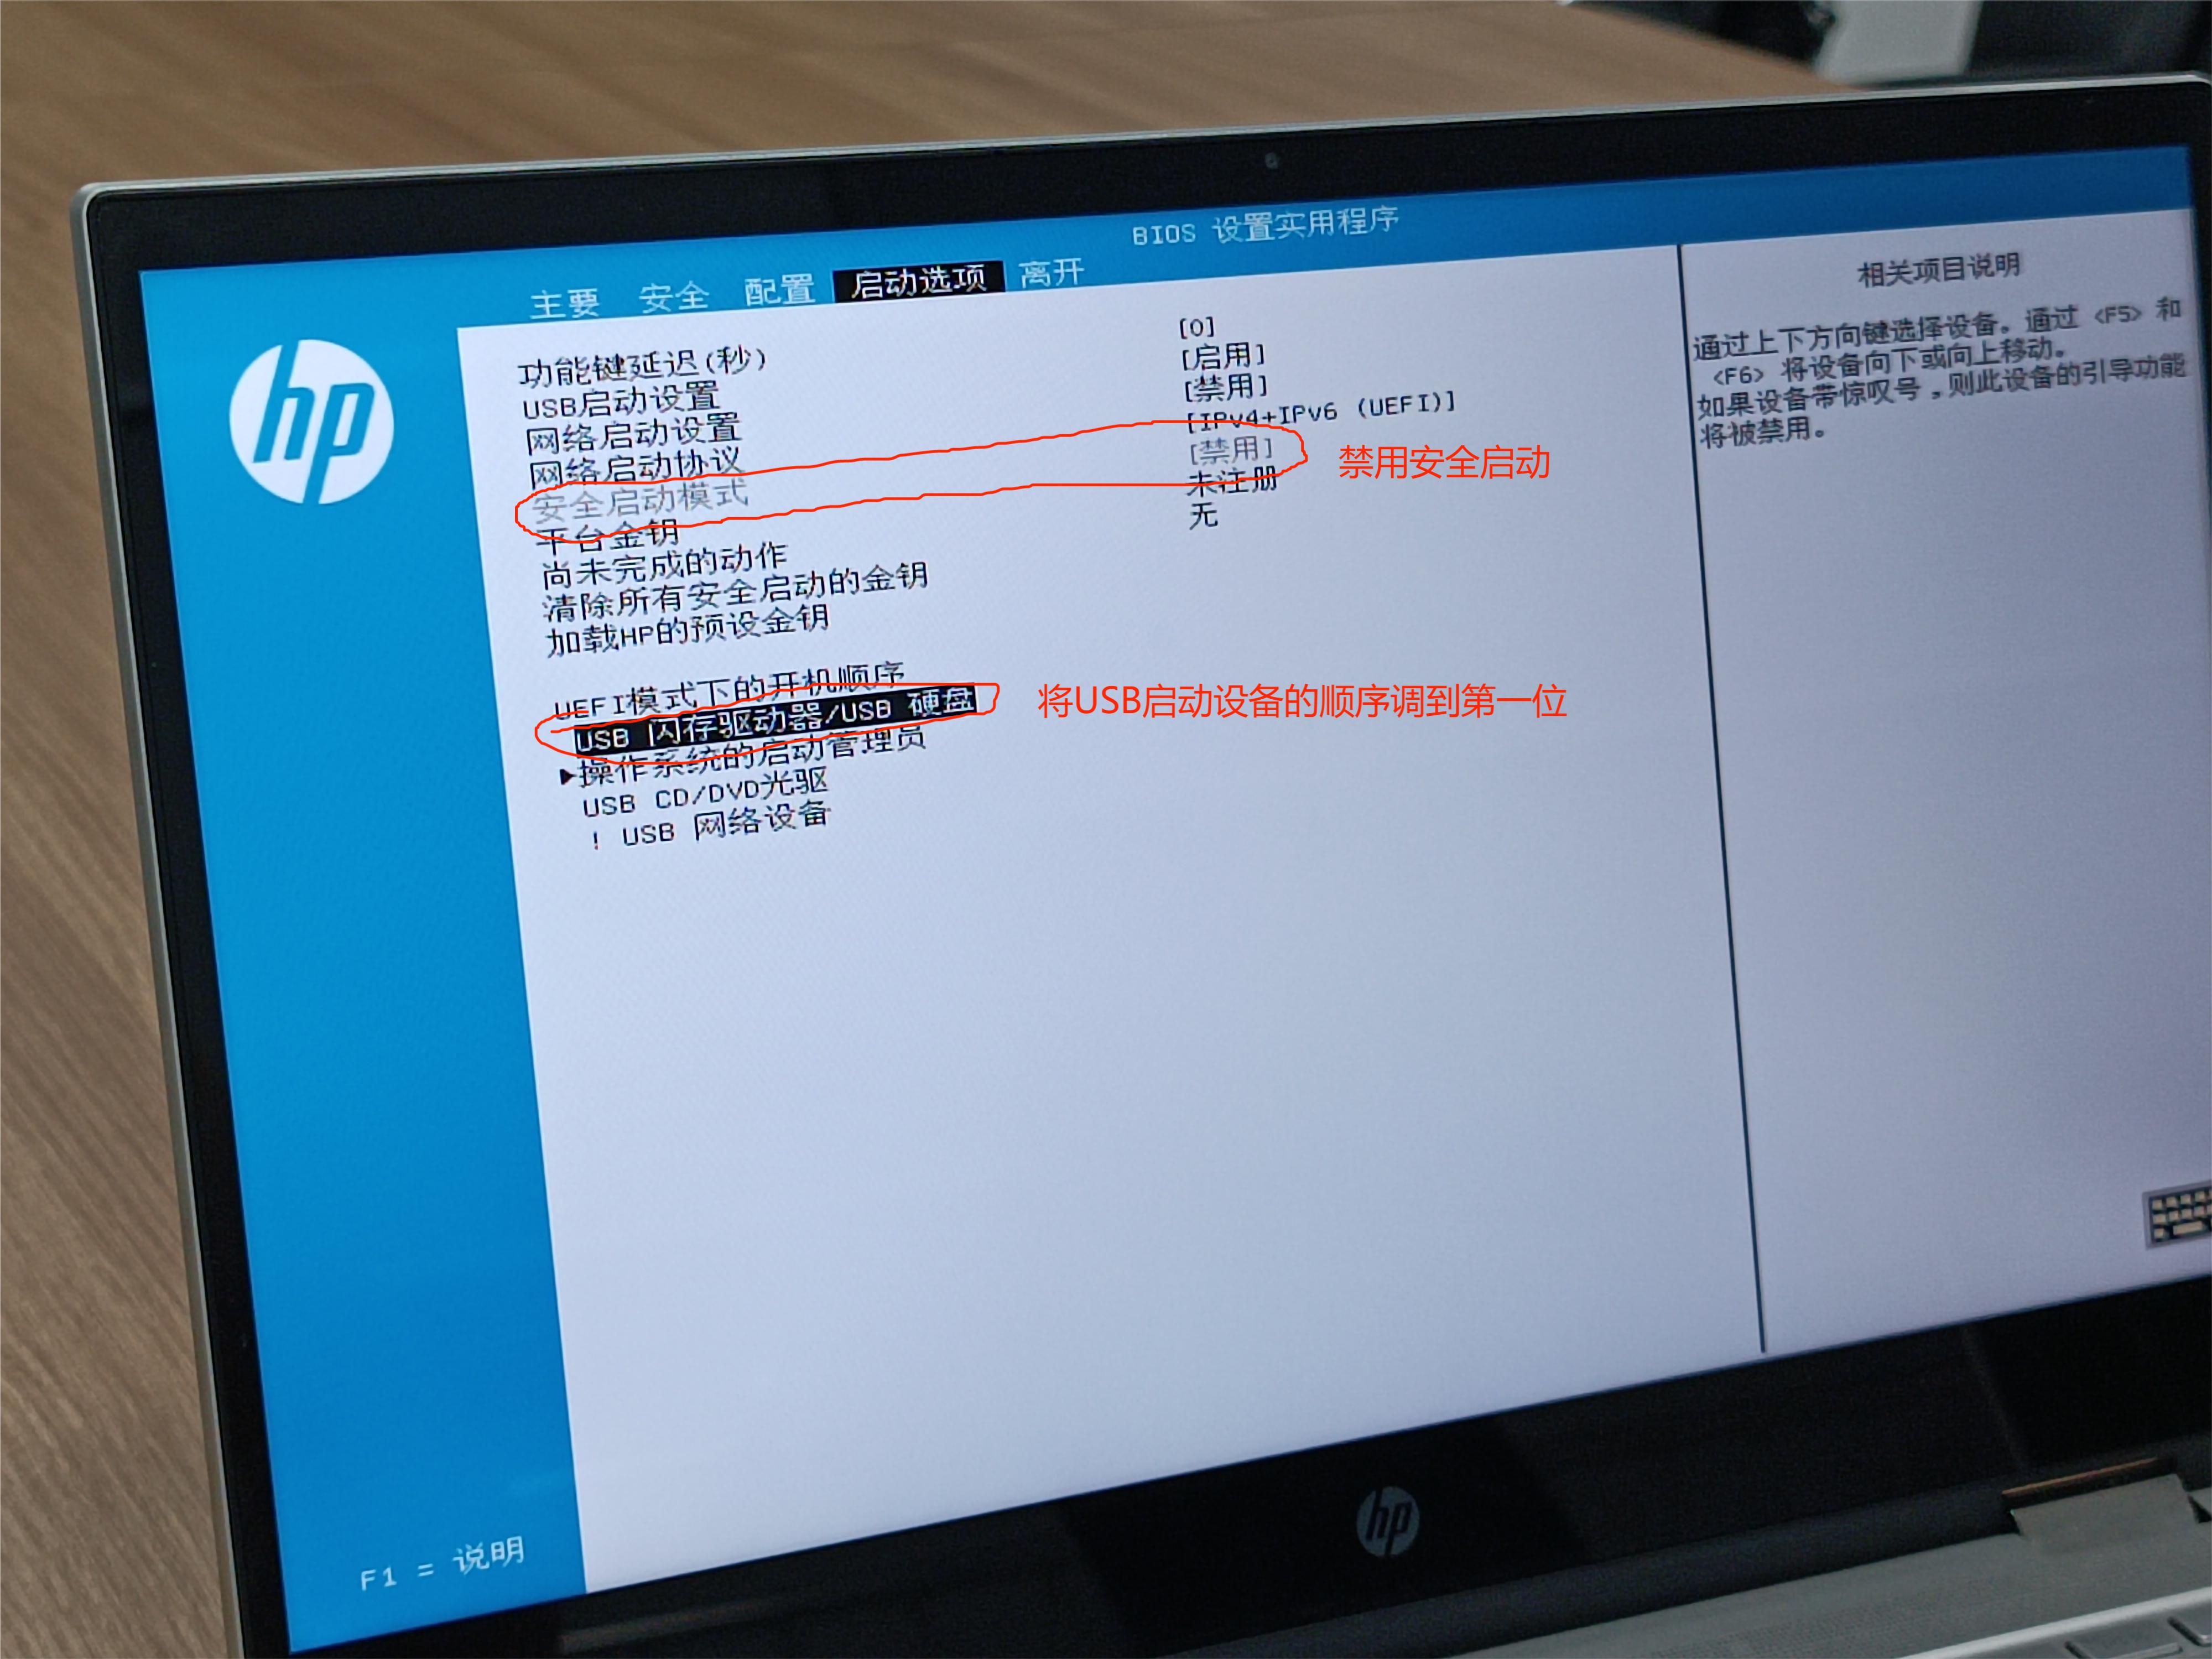 BIOS 设置实用程序
主要 安全 配置 启动选项 离开
hp
功能键延迟(秒) [0]
USB启动设置 [启用]
网络启动设置 [禁用]
网络启动协议 [IPv4+IPv6 (UEFI)]
安全启动模式 [禁用]
禁用安全启动
平台金钥 未注册
尚未完成的动作 无
清除所有安全启动的金钥
加载HP的预设金钥
UEFI模式下的开机顺序
USB 闪存驱动器/USB 硬盘
将USB启动设备的顺序调到第一位
▶操作系统的启动管理员
USB CD/DVD光驱
! USB 网络设备
相关项目说明
通过上下方向键选择设备。通过 <F5> 和
<F6> 将设备向下或向上移动。
如果设备带惊叹号，则此设备的引导功能
将被禁用。
F1 = 说明
hp